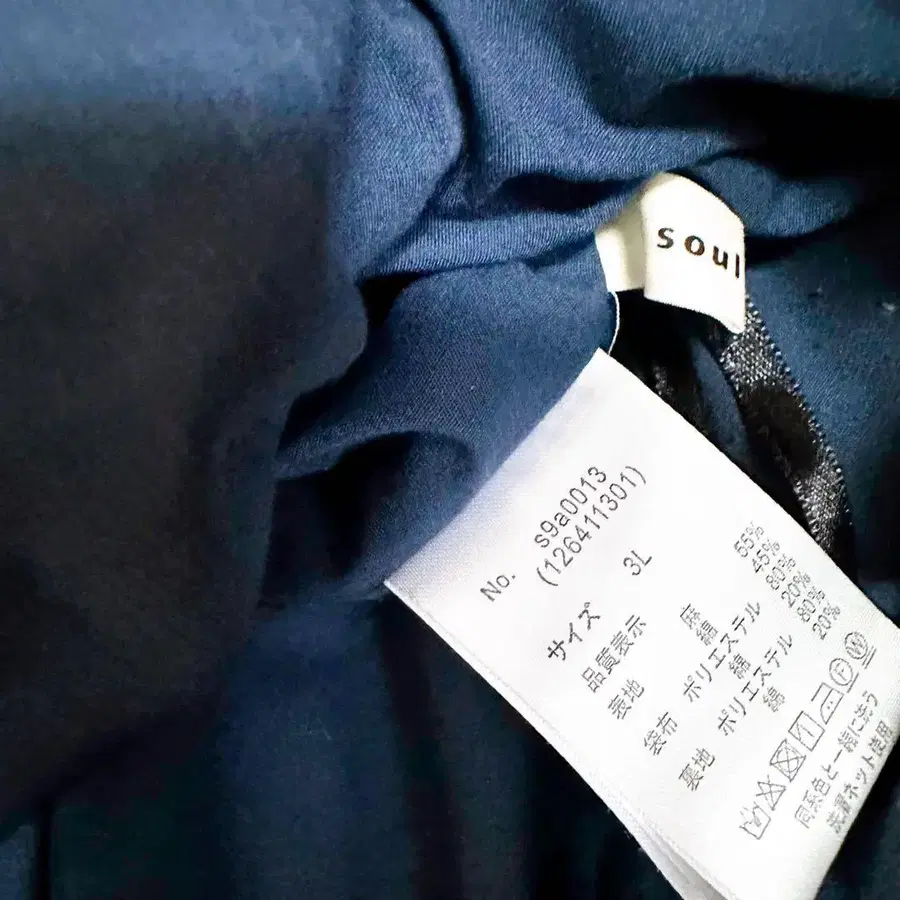 soul
No. s9a0013
(126411301)
サイズ 3L
品質表示
表地 麻 55%
綿 45%
袋布 ポリエステル 80%
綿 20%
裏地 ポリエステル 80%
綿 20%
同系色と一緒に洗う
洗濯ネット使用